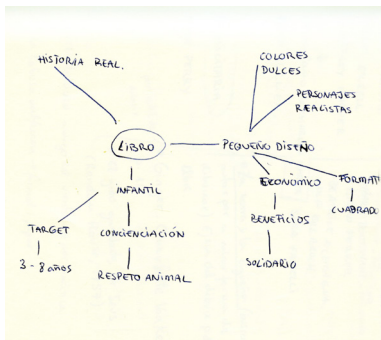 HISTORIA REAL.
COLORES
DULCES
PERSONAJES
REALISTAS
LIBRO
PEQUEÑO DISEÑO
INFANTIL
ECONÓMICO
FORMAT
CUADRADO
TARGET
CONCIENCIACIÓN
BENEFICIOS
3-8 años
RESPETO ANIMAL
SOLIDARIO